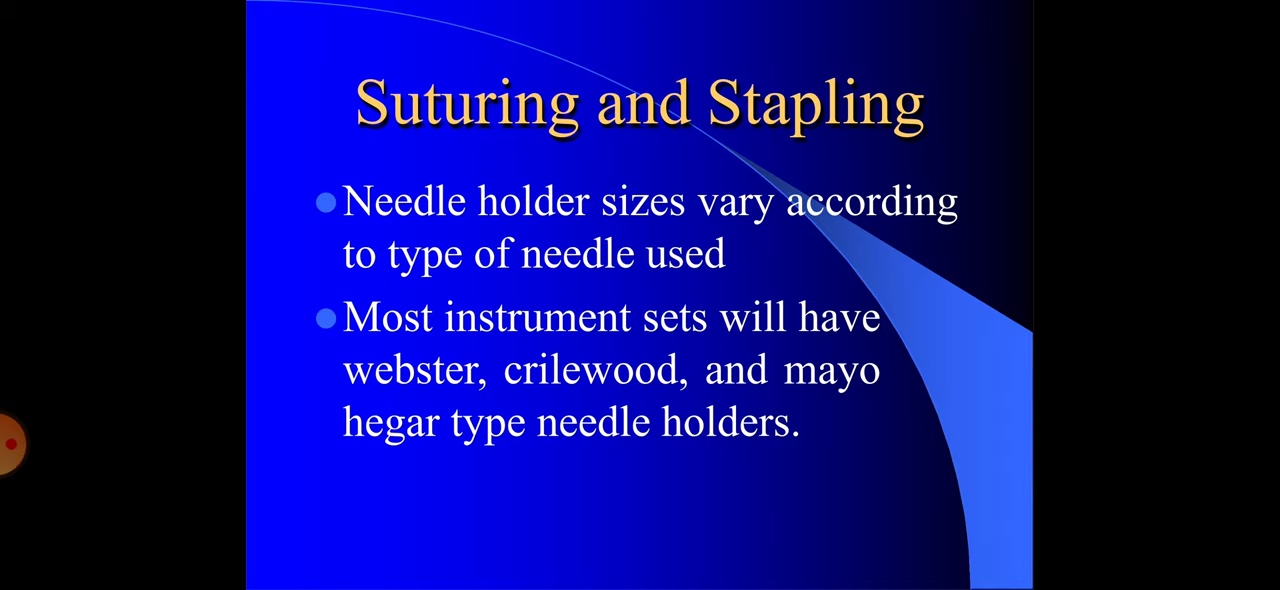 Suturing and Stapling
Needle holder sizes vary according
to type of needle used
Most instrument sets will have
webster, crilewood, and mayo
hegar type needle holders.